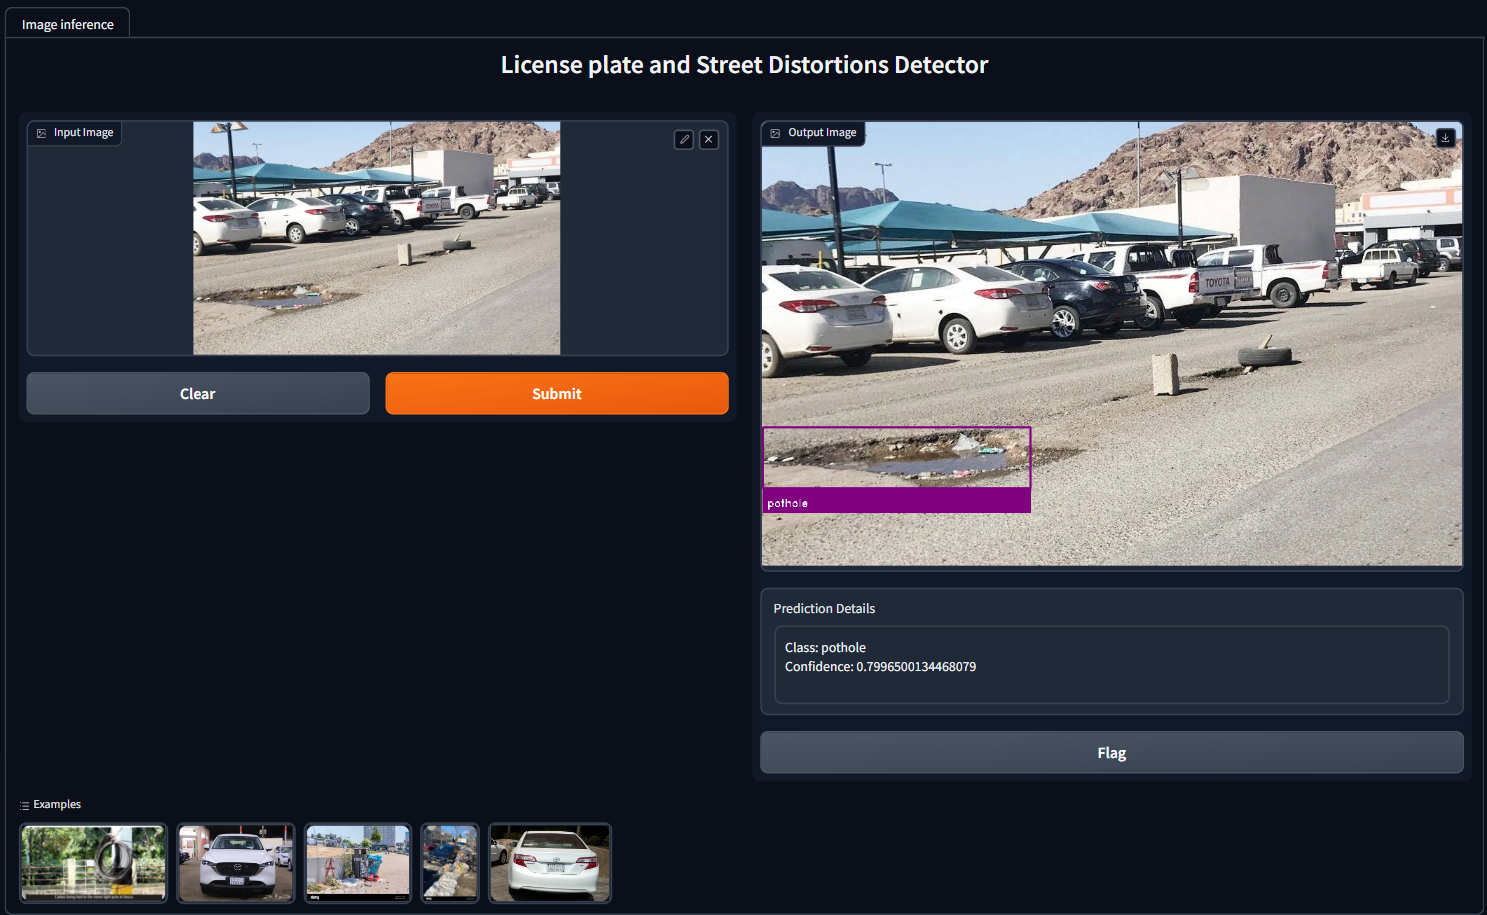 Image inference
License plate and Street Distortions Detector
Input Image
Output Image
TOYOTA
Clear
Submit
TOYOTA
pothole
Prediction Details
Class: pothole
Confidence: 0.7996500134468079
Flag
Examples